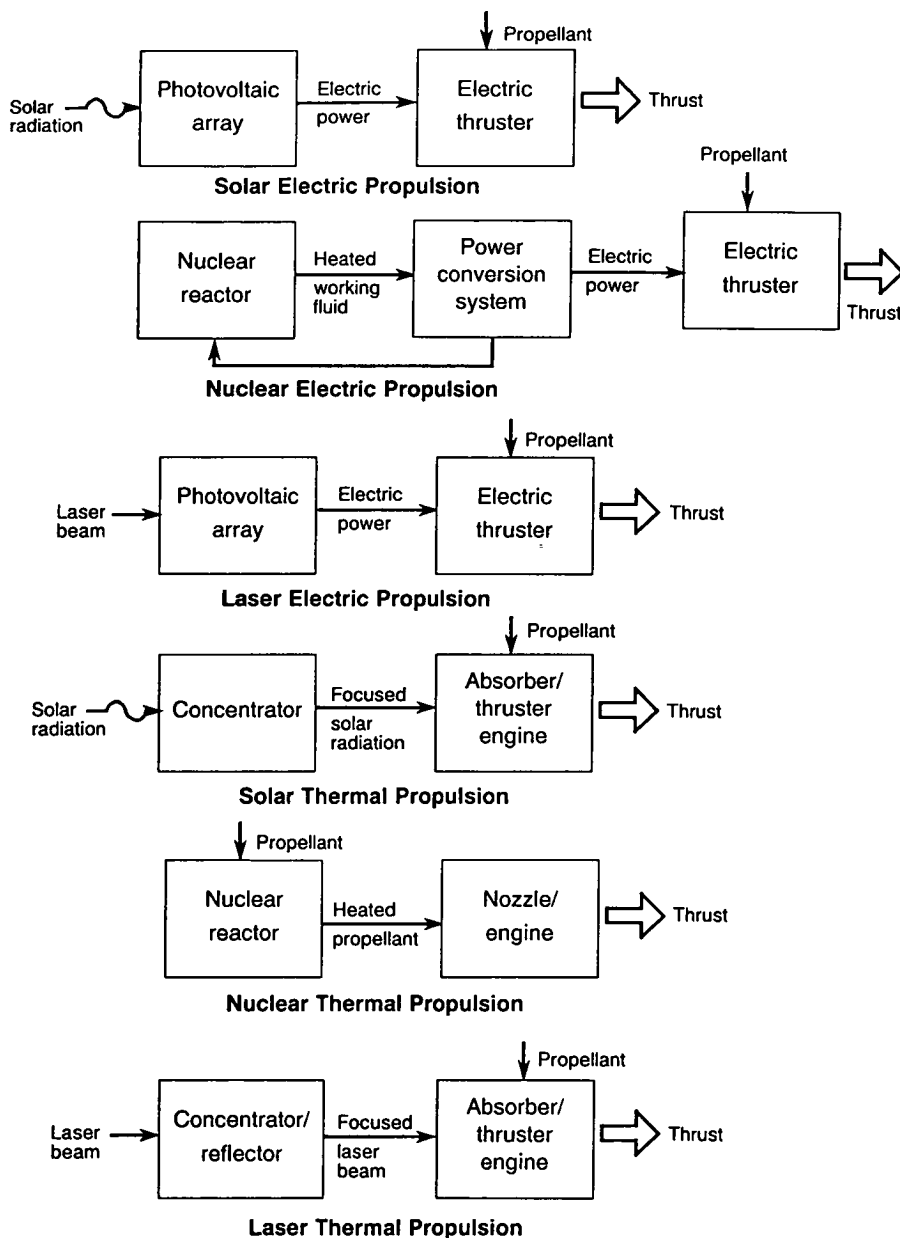 Propellant
Solar
radiation
Photovoltaic
array
Electric
power
Electric
thruster
Thrust
Solar Electric Propulsion
Propellant
Nuclear
reactor
Heated
working
fluid
Power
conversion
system
Electric
power
Electric
thruster
Thrust
Nuclear Electric Propulsion
Propellant
Laser
beam
Photovoltaic
array
Electric
power
Electric
thruster
Thrust
Laser Electric Propulsion
Propellant
Solar
radiation
Concentrator
Focused
solar
radiation
Absorber/
thruster
engine
Thrust
Solar Thermal Propulsion
Propellant
Nuclear
reactor
Heated
propellant
Nozzle/
engine
Thrust
Nuclear Thermal Propulsion
Propellant
Laser
beam
Concentrator/
reflector
Focused
laser
beam
Absorber/
thruster
engine
Thrust
Laser Thermal Propulsion